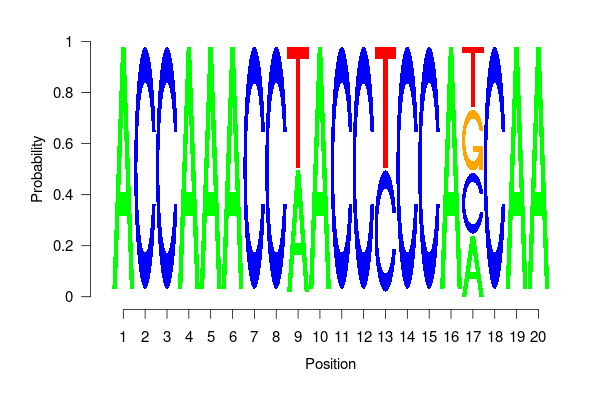 1
0.8
0.6
0.4
0.2
0
Probability
A C C A A A C C T A C C T C C A T C A A
G
A C C
A
1 2 3 4 5 6 7 8 9 10 11 12 13 14 15 16 17 18 19 20
Position